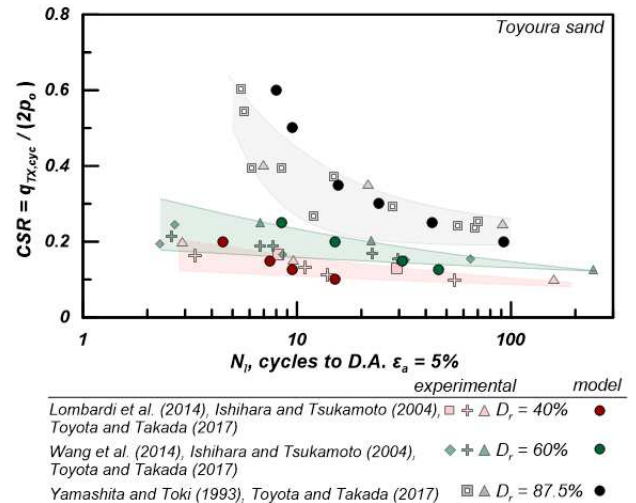 Toyoura sand
0.8
0.6
0.4
0.2
0
CSR = q_TX,cyc / (2p_o)
1 10 100
N_l, cycles to D.A. ε_a = 5%
experimental model
Lombardi et al. (2014), Ishihara and Tsukamoto (2004), D_r = 40%
Toyota and Takada (2017)
Wang et al. (2014), Ishihara and Tsukamoto (2004), D_r = 60%
Toyota and Takada (2017)
Yamashita and Toki (1993), Toyota and Takada (2017) D_r = 87.5%